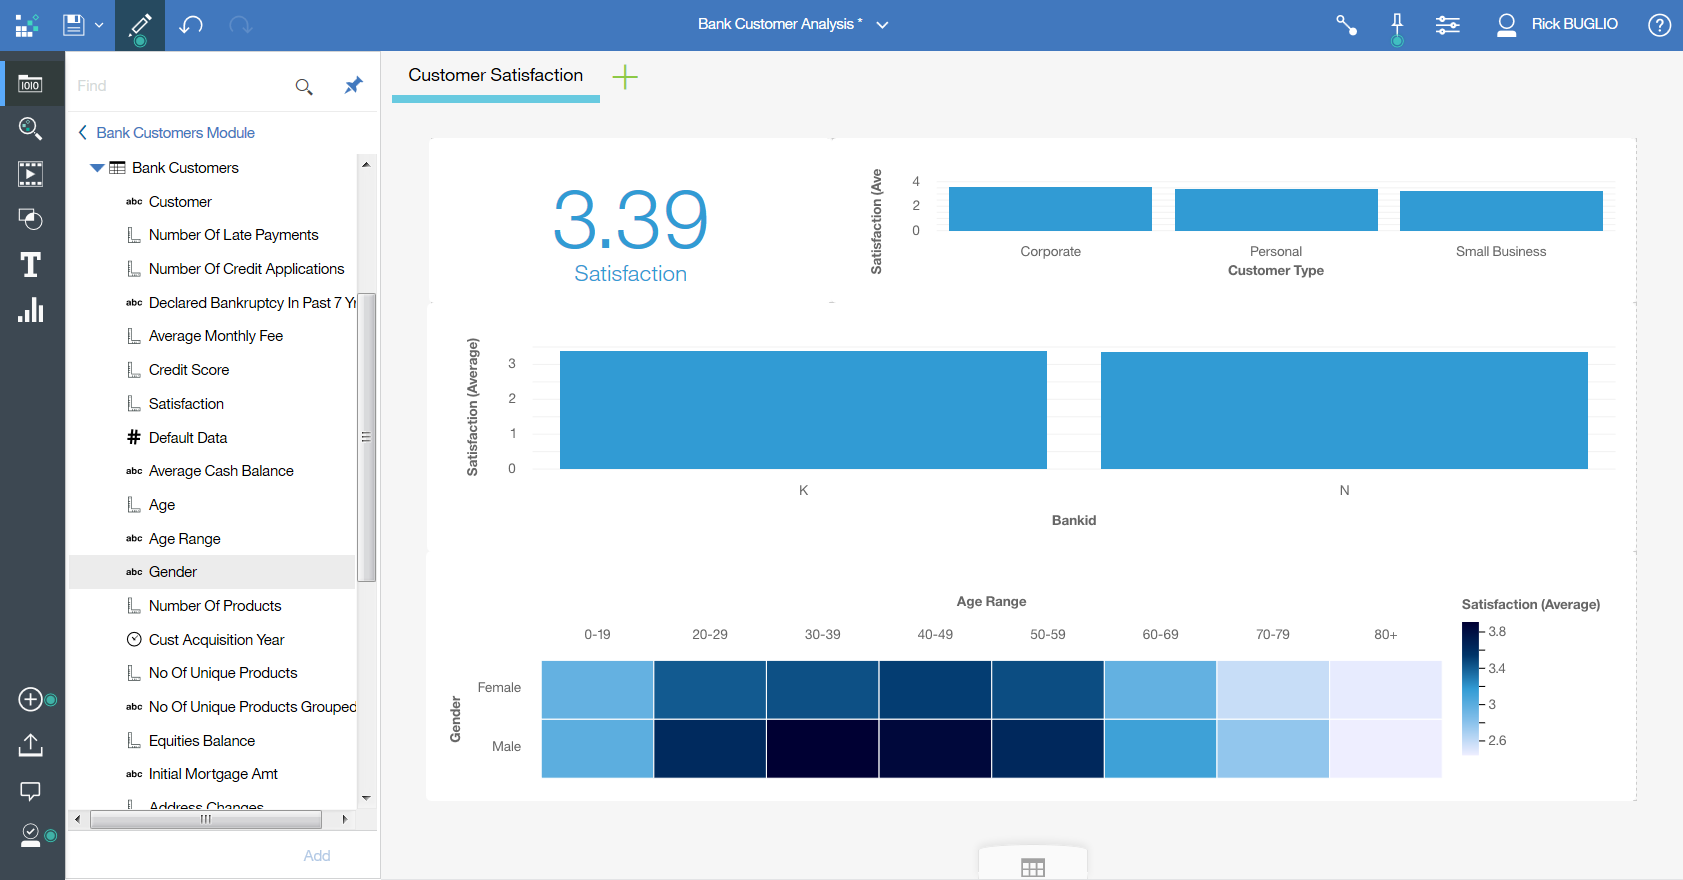 Bank Customer Analysis *
Rick BUGLIO
?
1010
Find
Bank Customers Module
Bank Customers
abc Customer
Number Of Late Payments
Number Of Credit Applications
abc Declared Bankruptcy In Past 7 Yr
Average Monthly Fee
Credit Score
Satisfaction
# Default Data
abc Average Cash Balance
Age
abc Age Range
abc Gender
Number Of Products
Cust Acquisition Year
No Of Unique Products
abc No Of Unique Products Grouped
Equities Balance
abc Initial Mortgage Amt
Address Changes
Add
T
Customer Satisfaction
3.39
Satisfaction
Satisfaction (Ave
4
2
0
Corporate Personal Small Business
Customer Type
Satisfaction (Average)
3
2
1
0
K N
Bankid
Age Range
0-19 20-29 30-39 40-49 50-59 60-69 70-79 80+
Gender
Female
Male
Satisfaction (Average)
3.8
3.4
3
2.6